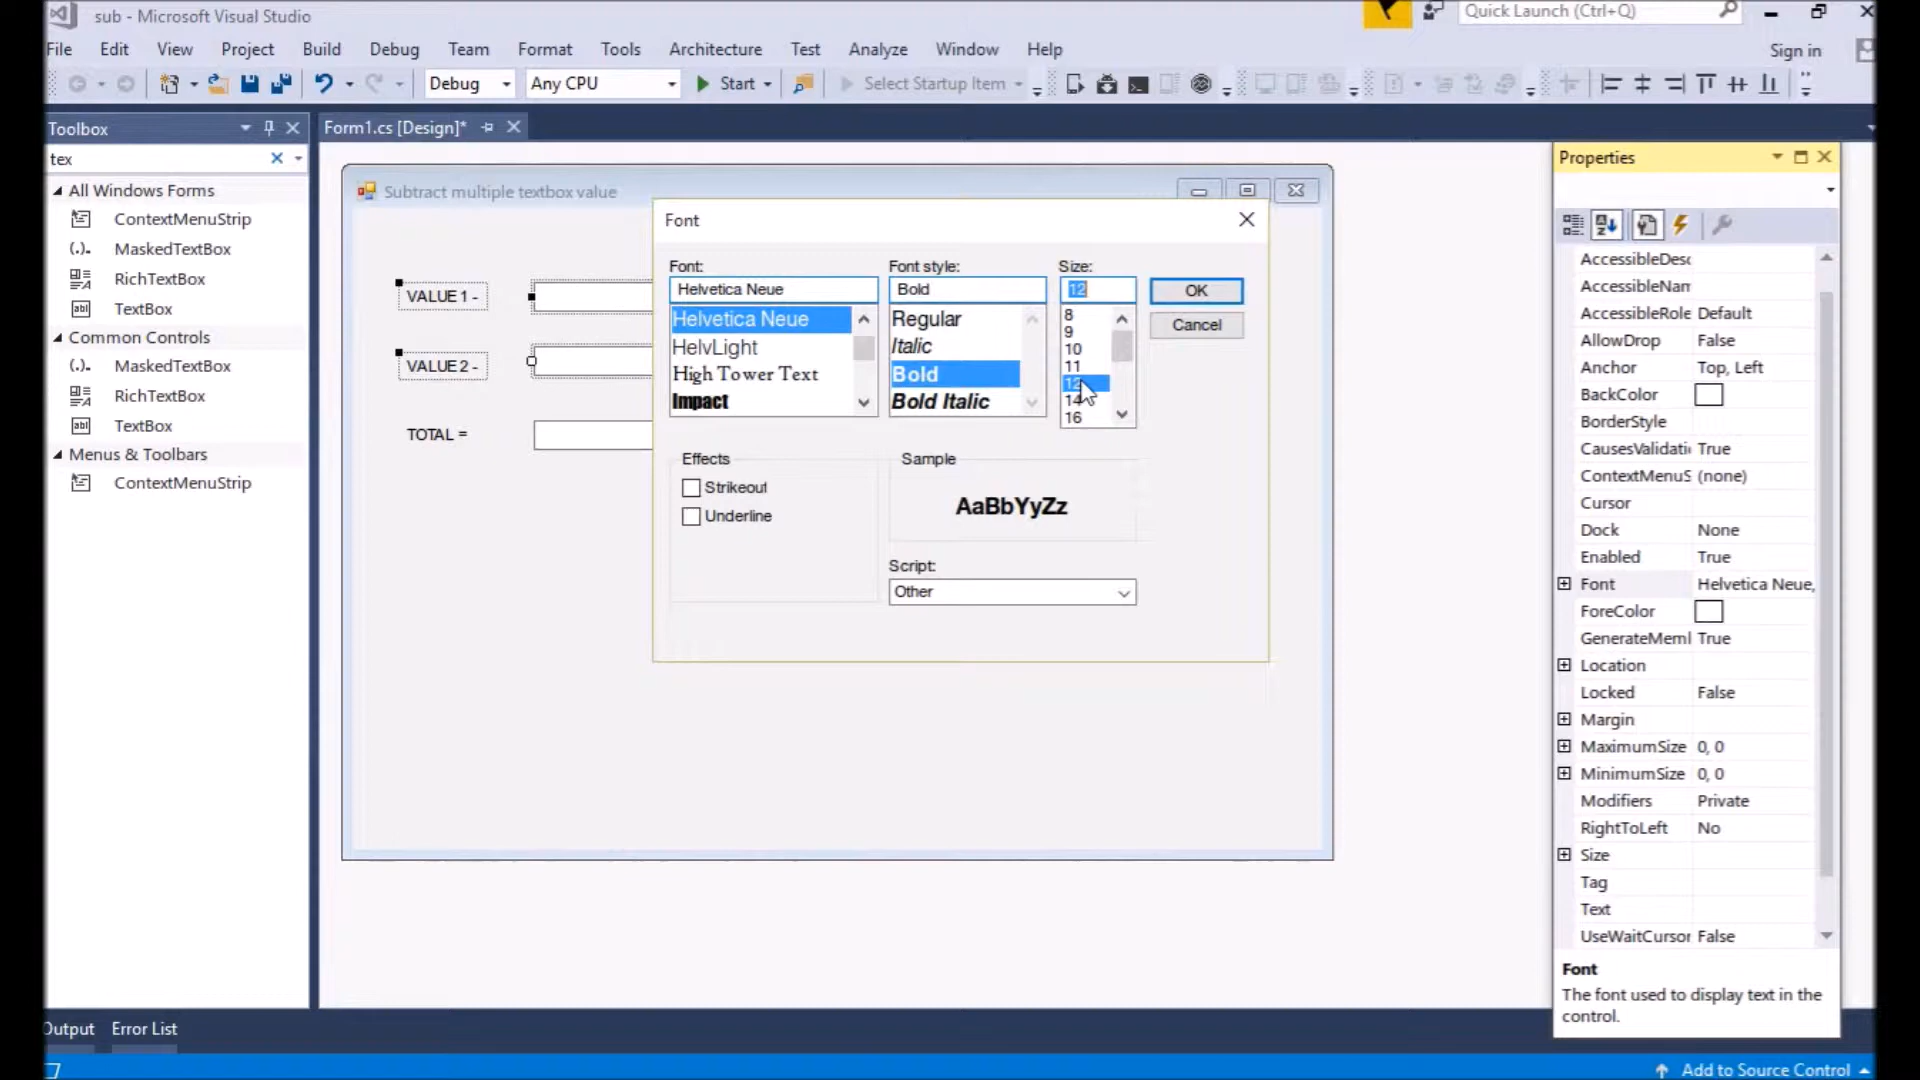 sub - Microsoft Visual Studio
Quick Launch (Ctrl+Q)
File Edit View Project Build Debug Team Format Tools Architecture Test Analyze Window Help
Sign in
Debug Any CPU Start Select Startup Item
Toolbox
tex
All Windows Forms
ContextMenuStrip
MaskedTextBox
RichTextBox
TextBox
Common Controls
MaskedTextBox
RichTextBox
TextBox
Menus & Toolbars
ContextMenuStrip
Form1.cs [Design]*
Subtract multiple textbox value
VALUE 1 -
VALUE 2 -
TOTAL =
Font
Font: Font style: Size:
Helvetica Neue Bold 12
OK
Cancel
Helvetica Neue
HelvLight
High Tower Text
Impact
Regular
Italic
Bold
Bold Italic
8
9
10
11
12
14
16
Effects
Strikeout
Underline
Sample
AaBbYyZz
Script:
Other
Properties
AccessibleDesc
AccessibleNam
AccessibleRole Default
AllowDrop False
Anchor Top, Left
BackColor
BorderStyle
CausesValidati True
ContextMenuS (none)
Cursor
Dock None
Enabled True
Font Helvetica Neue,
ForeColor
GenerateMeml True
Location
Locked False
Margin
MaximumSize 0, 0
MinimumSize 0, 0
Modifiers Private
RightToLeft No
Size
Tag
Text
UseWaitCursor False
Font
The font used to display text in the
control.
Output Error List
Add to Source Control